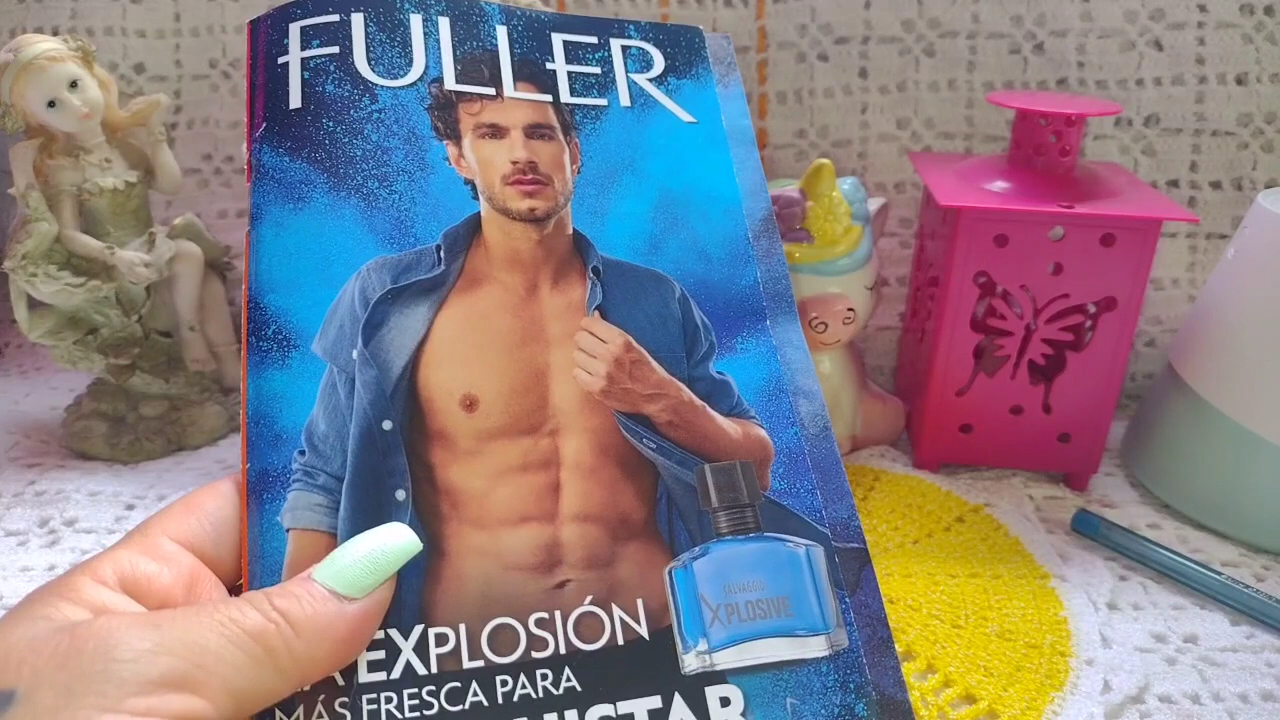 FULLER
SALVAGGIO
XPLOSIVE
EXPLOSIÓN
MÁS FRESCA PARA